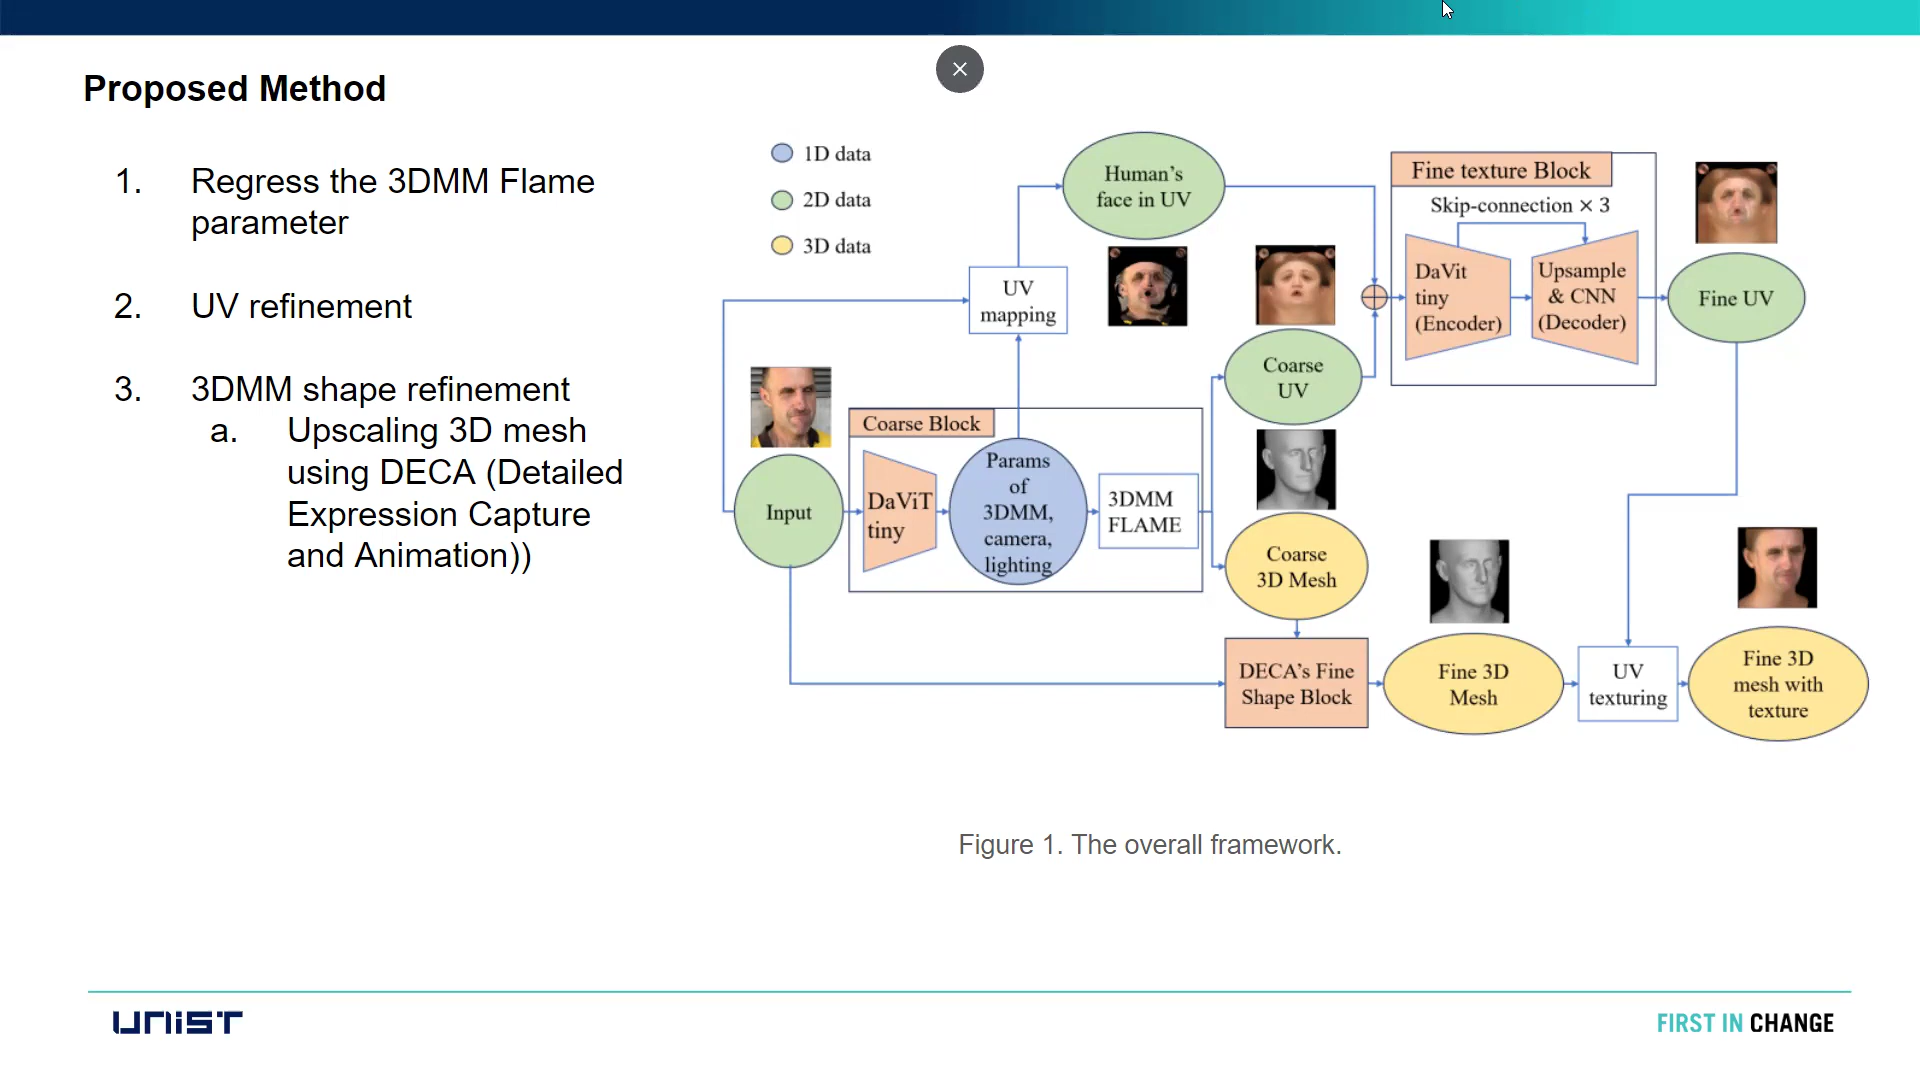 Proposed Method
1. Regress the 3DMM Flame
parameter
2. UV refinement
3. 3DMM shape refinement
a. Upscaling 3D mesh
using DECA (Detailed
Expression Capture
and Animation))
1D data
2D data
3D data
Human's
face in UV
UV
mapping
Fine texture Block
Skip-connection × 3
DaVit
tiny
(Encoder)
Upsample
& CNN
(Decoder)
Fine UV
Coarse
UV
Coarse Block
Input
DaViT
tiny
Params
of
3DMM,
camera,
lighting
3DMM
FLAME
Coarse
3D Mesh
DECA's Fine
Shape Block
Fine 3D
Mesh
UV
texturing
Fine 3D
mesh with
texture
Figure 1. The overall framework.
UNIST
FIRST IN CHANGE